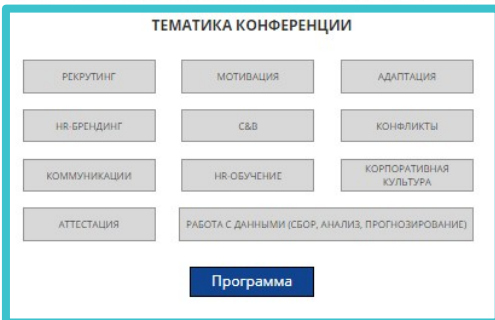 ТЕМАТИКА КОНФЕРЕНЦИИ
РЕКРУТИНГ
МОТИВАЦИЯ
АДАПТАЦИЯ
HR-БРЕНДИНГ
C&B
КОНФЛИКТЫ
КОММУНИКАЦИИ
HR-ОБУЧЕНИЕ
КОРПОРАТИВНАЯ
КУЛЬТУРА
АТТЕСТАЦИЯ
РАБОТА С ДАННЫМИ (СБОР, АНАЛИЗ, ПРОГНОЗИРОВАНИЕ)
Программа